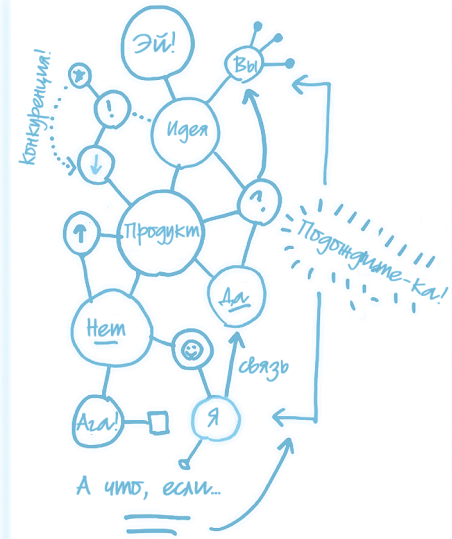 Эй!
Вы
Конкуренция!
!
Идея
?
Продукт
Подождите-ка!
Да
Нет
связь
Ага!
Я
А что, если...